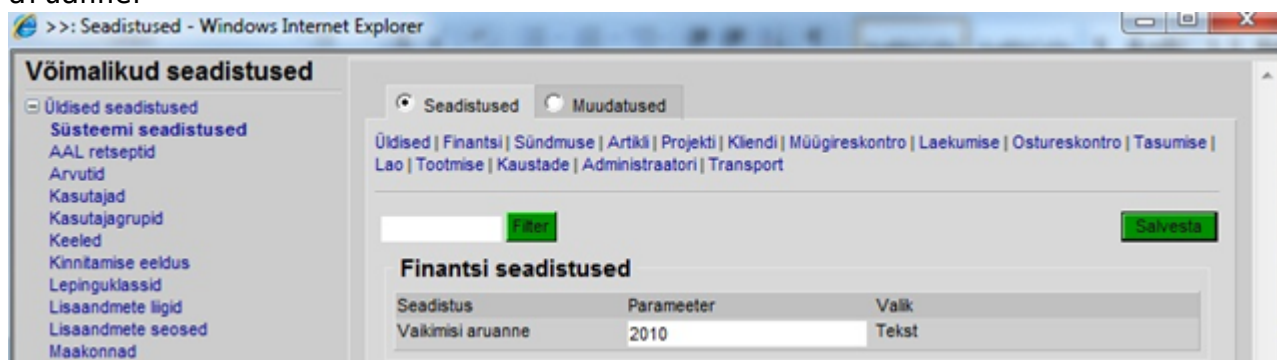 >>: Seadistused - Windows Internet Explorer
Võimalikud seadistused
Üldised seadistused
Süsteemi seadistused
AAL retseptid
Arvutid
Kasutajad
Kasutajagrupid
Keeled
Kinnitamise eeldus
Lepinguklassid
Lisaandmete liigid
Lisaandmete seosed
Maakonnad
Seadistused Muudatused
Üldised | Finantsi | Sündmuse | Artikli | Projekti | Kliendi | Müügireskontro | Laekumise | Ostureskontro | Tasumise |
Lao | Tootmise | Kaustade | Administraatori | Transport
Filter Salvesta
Finantsi seadistused
Seadistus Parameeter Valik
Vaikimisi aruanne 2010 Tekst